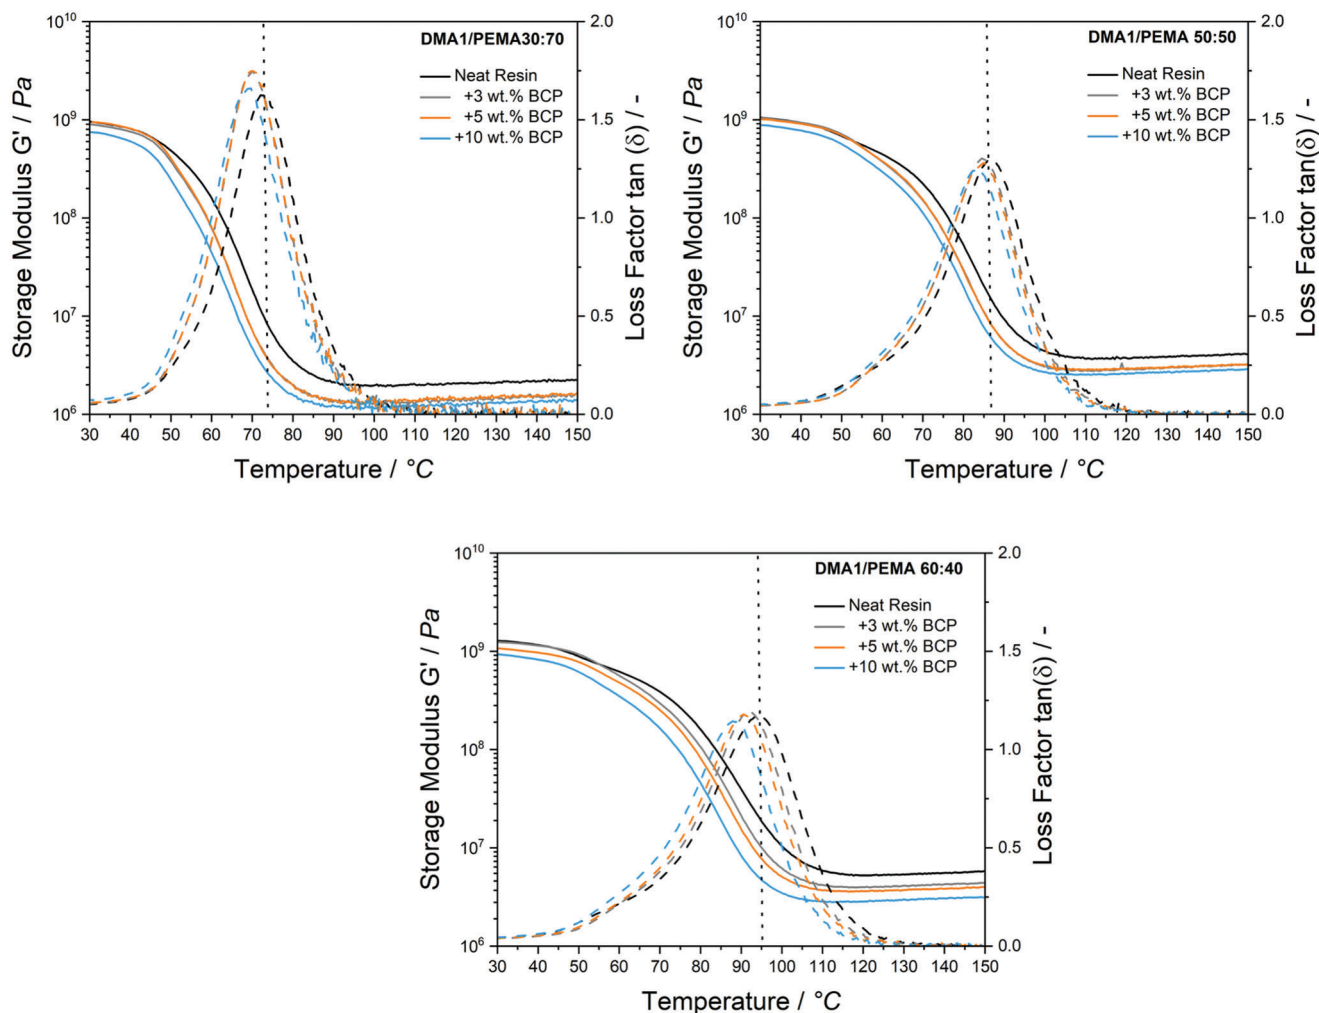 DMA1/PEMA30:70
Neat Resin
+3 wt.% BCP
+5 wt.% BCP
+10 wt.% BCP
Storage Modulus G' / Pa
10¹⁰
10⁹
10⁸
10⁷
10⁶
2.0
1.5
1.0
0.5
0.0
Loss Factor tan (δ) / -
30 40 50 60 70 80 90 100 110 120 130 140 150
Temperature / °C
DMA1/PEMA 50:50
Neat Resin
+3 wt.% BCP
+5 wt.% BCP
+10 wt.% BCP
Storage Modulus G' / Pa
10¹⁰
10⁹
10⁸
10⁷
10⁶
2.0
1.5
1.0
0.5
0.0
Loss Factor tan(δ) / -
30 40 50 60 70 80 90 100 110 120 130 140 150
Temperature / °C
DMA1/PEMA 60:40
Neat Resin
+3 wt.% BCP
+5 wt.% BCP
+10 wt.% BCP
Storage Modulus G' / Pa
10¹⁰
10⁹
10⁸
10⁷
10⁶
2.0
1.5
1.0
0.5
0.0
Loss Factor tan(δ) / -
30 40 50 60 70 80 90 100 110 120 130 140 150
Temperature / °C